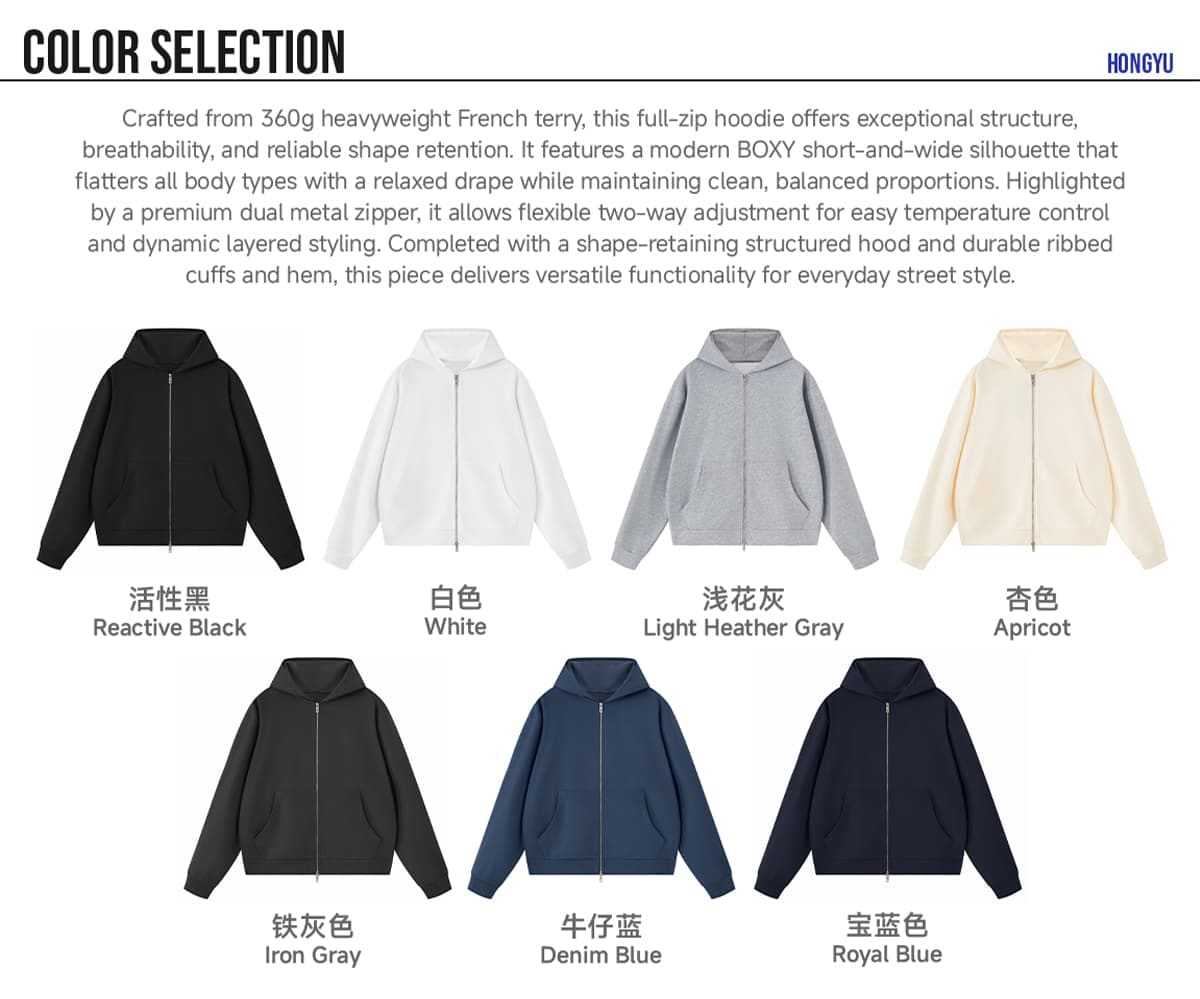 COLOR SELECTION
HONGYU
Crafted from 360g heavyweight French terry, this full-zip hoodie offers exceptional structure,
breathability, and reliable shape retention. It features a modern BOXY short-and-wide silhouette that
flatters all body types with a relaxed drape while maintaining clean, balanced proportions. Highlighted
by a premium dual metal zipper, it allows flexible two-way adjustment for easy temperature control
and dynamic layered styling. Completed with a shape-retaining structured hood and durable ribbed
cuffs and hem, this piece delivers versatile functionality for everyday street style.
活性黑
Reactive Black
白色
White
浅花灰
Light Heather Gray
杏色
Apricot
铁灰色
Iron Gray
牛仔蓝
Denim Blue
宝蓝色
Royal Blue